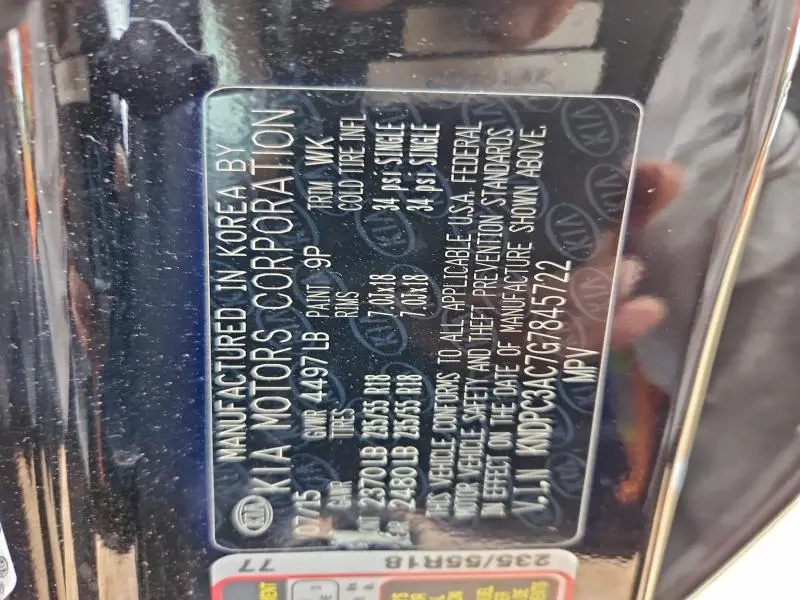 KIA
MANUFACTURED IN KOREA BY
KIA MOTORS CORPORATION
07/15 GVWR 4497 LB PAINT 9P TRIM WK
GAWR TIRES RIMS COLD TIRE INFL
2370 LB 235/55 R18 7.0Jx18 34 psi SINGLE
2480 LB 235/55 R18 7.0Jx18 34 psi SINGLE
THIS VEHICLE CONFORMS TO ALL APPLICABLE U.S.A. FEDERAL
MOTOR VEHICLE SAFETY AND THEFT PREVENTION STANDARDS
IN EFFECT ON THE DATE OF MANUFACTURE SHOWN ABOVE.
V.I.N KNDPC3AC7G7845722
MPV
77
235/55R18